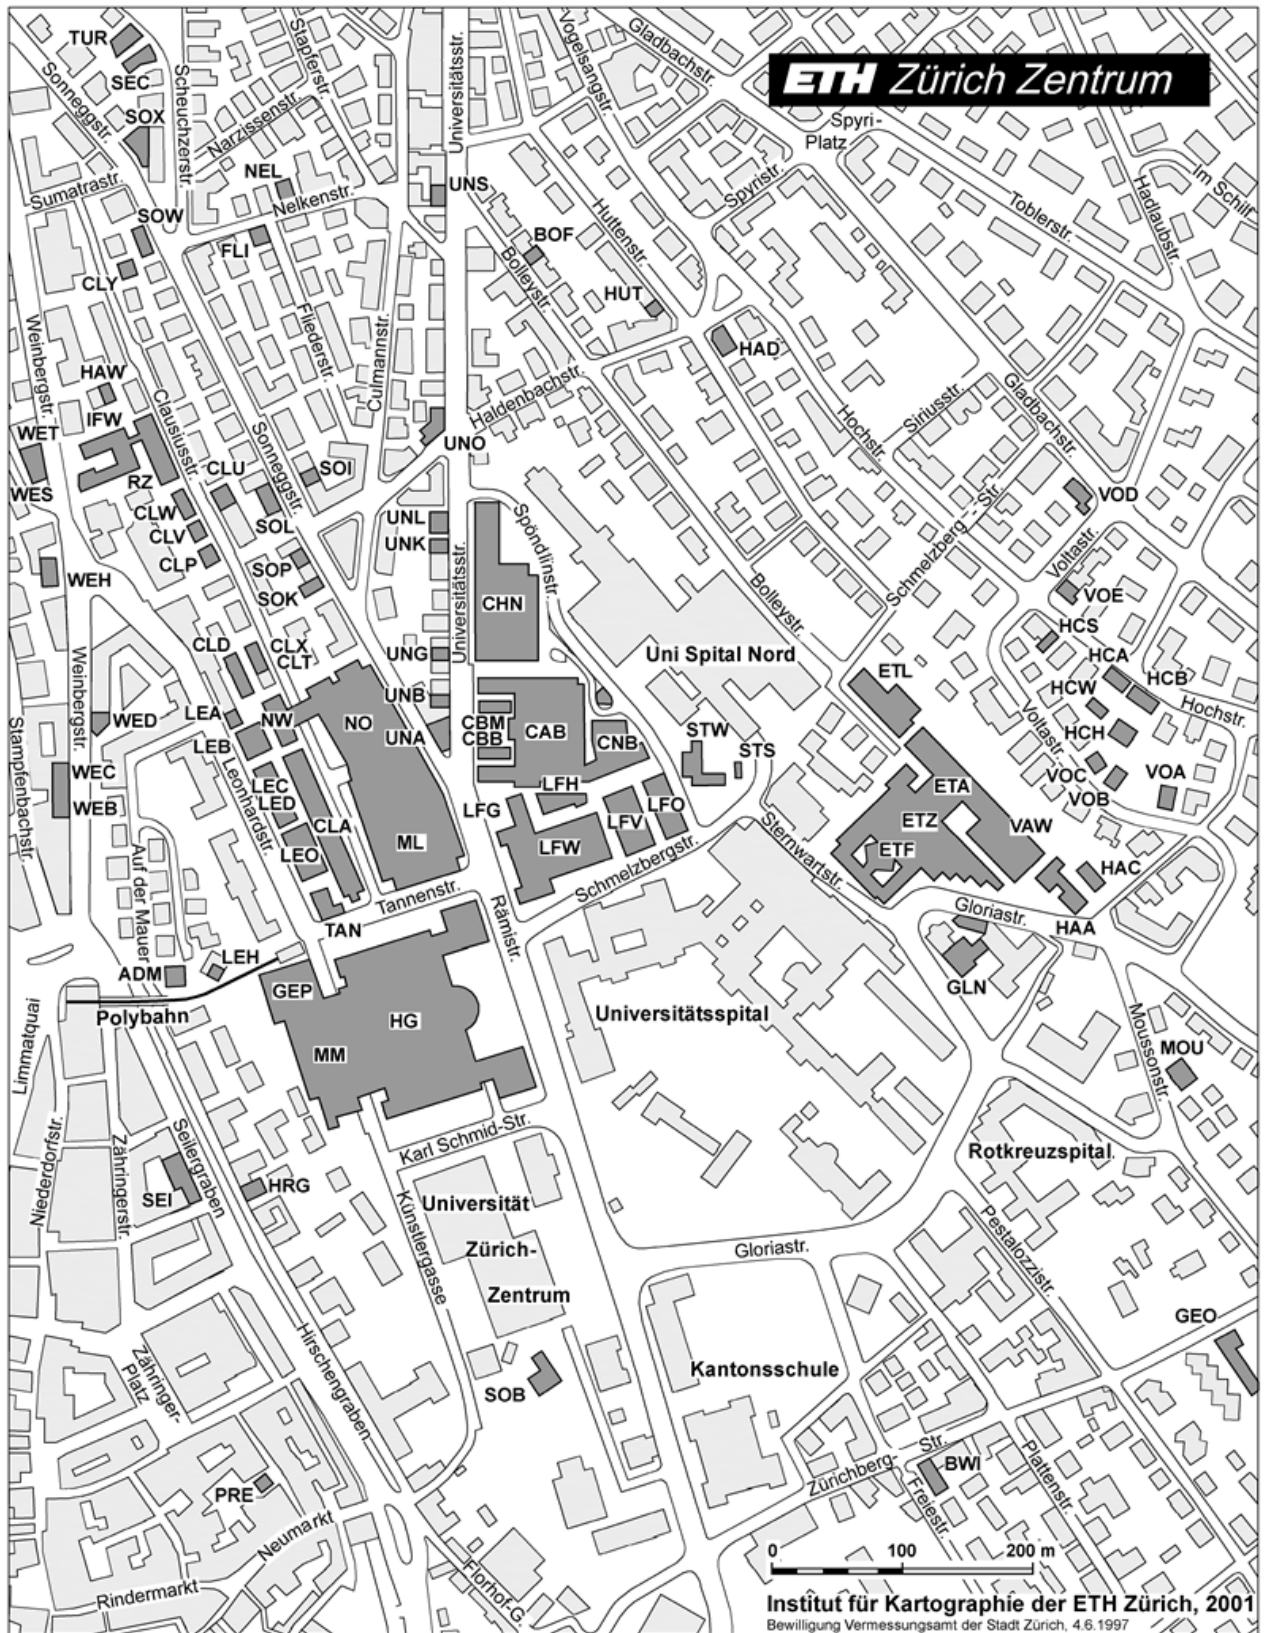 ETH Zürich Zentrum
TUR
SEC
SOX
Sonneggstr.
Scheuchzerstr.
Stapferstr.
Narzissenstr.
Universitätsstr.
Vogelsangstr.
Gladbachstr.
Spyri-
Platz
Im Schilf
Hadlaubstr.
Toblerstr.
Spyristr.
NEL
Nelkenstr.
Sumatrastr.
SOW
FLI
CLY
UNS
BOF
Huttenstr.
Bolleystr.
HUT
HAD
Weinbergstr.
Fliederstr.
Culmannstr.
HAW
IFW
Clausiusstr.
Haldenbachstr.
Hochstr.
Siriusstr.
Gladbachstr.
WET
WES
RZ
CLU
Sonneggstr.
SOI
UNO
CLW
CLV
CLP
SOL
UNL
UNK
Spöndlinstr.
VOD
Schmelzberg-Str.
Voltastr.
WEH
SOP
SOK
CHN
Universitätsstr.
Bolleystr.
VOE
HCS
CLD
CLX
CLT
UNG
Uni Spital Nord
ETL
HCA
HCB
HCW
Hochstr.
Weinbergstr.
WED
LEA
NW
NO
UNB
UNA
CBM
CBB
CAB
CNB
STW
STS
HCH
Voltastr.
Stampfenbachstr.
LEB
Leonhardstr.
WEC
WEB
LEC
LED
LFH
ETA
VOC
VOB
VOA
CLA
LEO
ML
LFG
LFW
LFV
LFO
ETZ
ETF
VAW
Auf der Mauer
Schmelzbergstr.
Sternwartstr.
HAC
Tannenstr.
TAN
Rämistr.
Gloriastr.
HAA
ADM
LEH
GEP
GLN
Polybahn
HG
MM
Universitätsspital
Limmatquai
Moussonstr.
MOU
Niederdorfstr.
Zähringerstr.
Seilergraben
Karl Schmid-Str.
Rotkreuzspital
SEI
HRG
Künstlergasse
Universität
Zürich-
Zentrum
Gloriastr.
Pestalozzistr.
GEO
Zähringer-
Platz
Hirschengraben
SOB
Kantonsschule
PRE
Neumarkt
Zürichberg-
Str.
BWI
Freiestr.
Plattenstr.
Rindermarkt
Florhof-G.
0 100 200 m
Institut für Kartographie der ETH Zürich, 2001
Bewilligung Vermessungsamt der Stadt Zürich, 4.6.1997